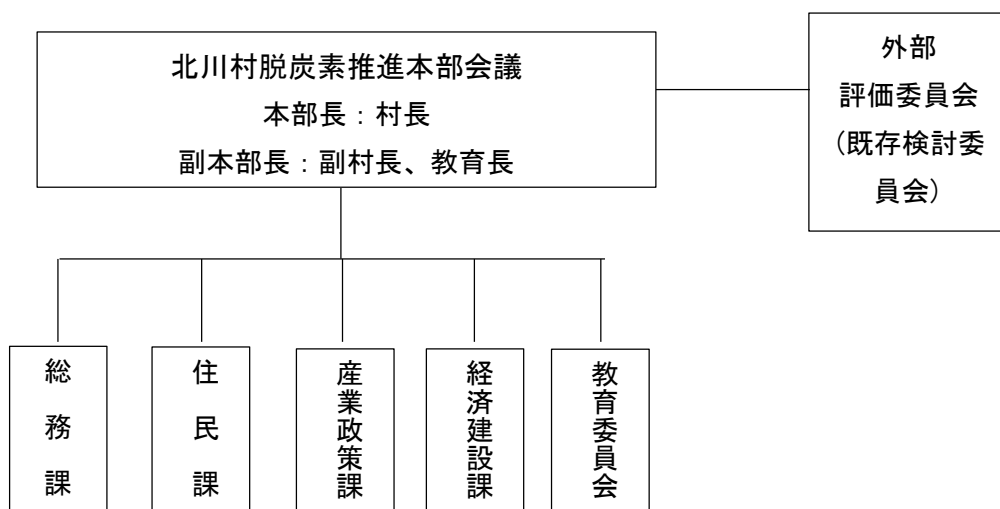 北川村脱炭素推進本部会議
本部長：村長
副本部長：副村長、教育長
外部
評価委員会
（既存検討委
員会）
総務課
住民課
産業政策課
経済建設課
教育委員会